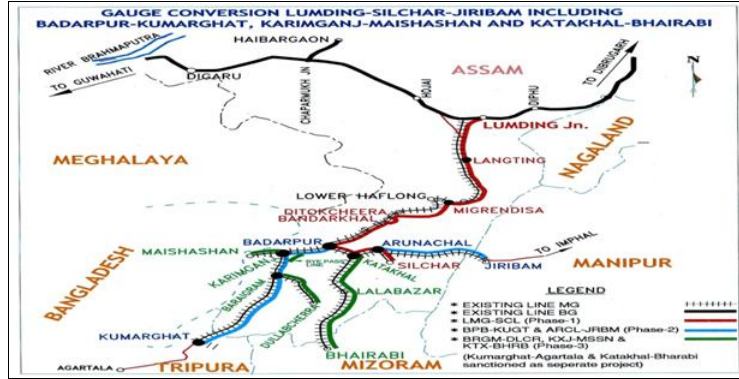 GAUGE CONVERSION LUMDING-SILCHAR-JIRIBAM INCLUDING
BADARPUR-KUMARGHAT, KARIMGANJ-MAISHASHAN AND KATAKHAL-BHAIRABI
RIVER BRAHMAPUTRA
HAIBARGAON
TO GUWAHATI
DIGARU
CHAPARMUKH JN
HOJAI
ASSAM
DIPHU
TO DIBRUGARH
N
LUMDING Jn.
MEGHALAYA
LANGTING
NAGALAND
LOWER HAFLONG
DITOKCHEERA
BANDARKHAL
MIGRENDISA
BADARPUR
ARUNACHAL
TO IMPHAL
MAISHASHAN
KATAKHAL
SILCHAR
JIRIBAM
MANIPUR
BANGLADESH
KARIMGANJ
BYE PASS
LINE
BARAIGRAM
LALABAZAR
DULLABCHERRA
KUMARGHAT
BHAIRABI
AGARTALA
TRIPURA
MIZORAM
LEGEND
* EXISTING LINE MG
* EXISTING LINE BG
* LMG-SCL (Phase-1)
* BPB-KUGT & ARCL-JRBM (Phase-2)
* BRGM-DLCR, KXJ-MSSN &
KTX-BHRB (Phase-3)
(Kumarghat-Agartala & Katakhal-Bharabi
sanctioned as seperate project)